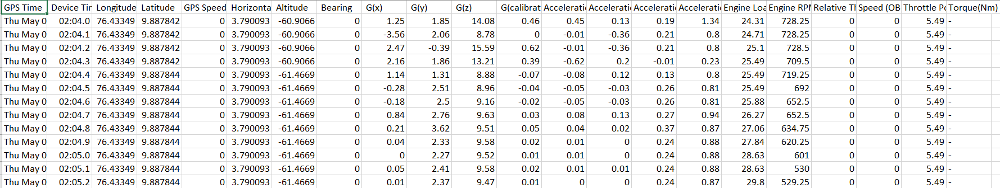 GPS Time Device Tir Longitude Latitude GPS Speed Horizonta Altitude Bearing G(x) G(y) G(z) G(calibrat Acceleratio Acceleratio Acceleratio Acceleratio Engine Loa Engine RPM Relative Th Speed (OB Throttle Po Torque(Nm)
Thu May 0 02:04.0 76.43349 9.887842 0 3.790093 -60.9066 0 1.25 1.85 14.08 0.46 0.45 0.13 0.19 1.34 24.31 728.25 0 0 5.49 -
Thu May 0 02:04.1 76.43349 9.887842 0 3.790093 -60.9066 0 -3.56 2.06 8.78 0 -0.01 -0.36 0.21 0.8 24.71 728.25 0 0 5.49 -
Thu May 0 02:04.2 76.43349 9.887842 0 3.790093 -60.9066 0 2.47 -0.39 15.59 0.62 -0.01 -0.36 0.21 0.8 25.1 728.5 0 0 5.49 -
Thu May 0 02:04.3 76.43349 9.887842 0 3.790093 -60.9066 0 2.16 1.86 13.21 0.39 -0.62 0.2 -0.01 0.23 25.49 709.5 0 0 5.49 -
Thu May 0 02:04.4 76.43349 9.887844 0 3.790093 -61.4669 0 1.14 1.31 8.88 -0.07 -0.08 0.12 0.13 0.8 25.49 719.25 0 0 5.49 -
Thu May 0 02:04.5 76.43349 9.887844 0 3.790093 -61.4669 0 -0.28 2.51 8.96 -0.04 -0.05 -0.03 0.26 0.81 25.49 692 0 0 5.49 -
Thu May 0 02:04.6 76.43349 9.887844 0 3.790093 -61.4669 0 -0.18 2.5 9.16 -0.02 -0.05 -0.03 0.26 0.81 25.88 652.5 0 0 5.49 -
Thu May 0 02:04.7 76.43349 9.887844 0 3.790093 -61.4669 0 0.84 2.76 9.63 0.03 0.08 0.13 0.27 0.94 26.27 652.5 0 0 5.49 -
Thu May 0 02:04.8 76.43349 9.887844 0 3.790093 -61.4669 0 0.21 3.62 9.51 0.05 0.04 0.02 0.37 0.87 27.06 634.75 0 0 5.49 -
Thu May 0 02:04.9 76.43349 9.887844 0 3.790093 -61.4669 0 0.04 2.33 9.58 0.02 0.01 0 0.24 0.88 27.84 620.25 0 0 5.49 -
Thu May 0 02:05.0 76.43349 9.887844 0 3.790093 -61.4669 0 0 2.27 9.52 0.01 0.01 0 0.24 0.88 28.63 601 0 0 5.49 -
Thu May 0 02:05.1 76.43349 9.887844 0 3.790093 -61.4669 0 0.05 2.41 9.58 0.02 0.01 0.01 0.24 0.88 28.63 530 0 0 5.49 -
Thu May 0 02:05.2 76.43349 9.887844 0 3.790093 -61.4669 0 0.01 2.37 9.47 0.01 0 0 0.24 0.87 29.8 529.25 0 0 5.49 -